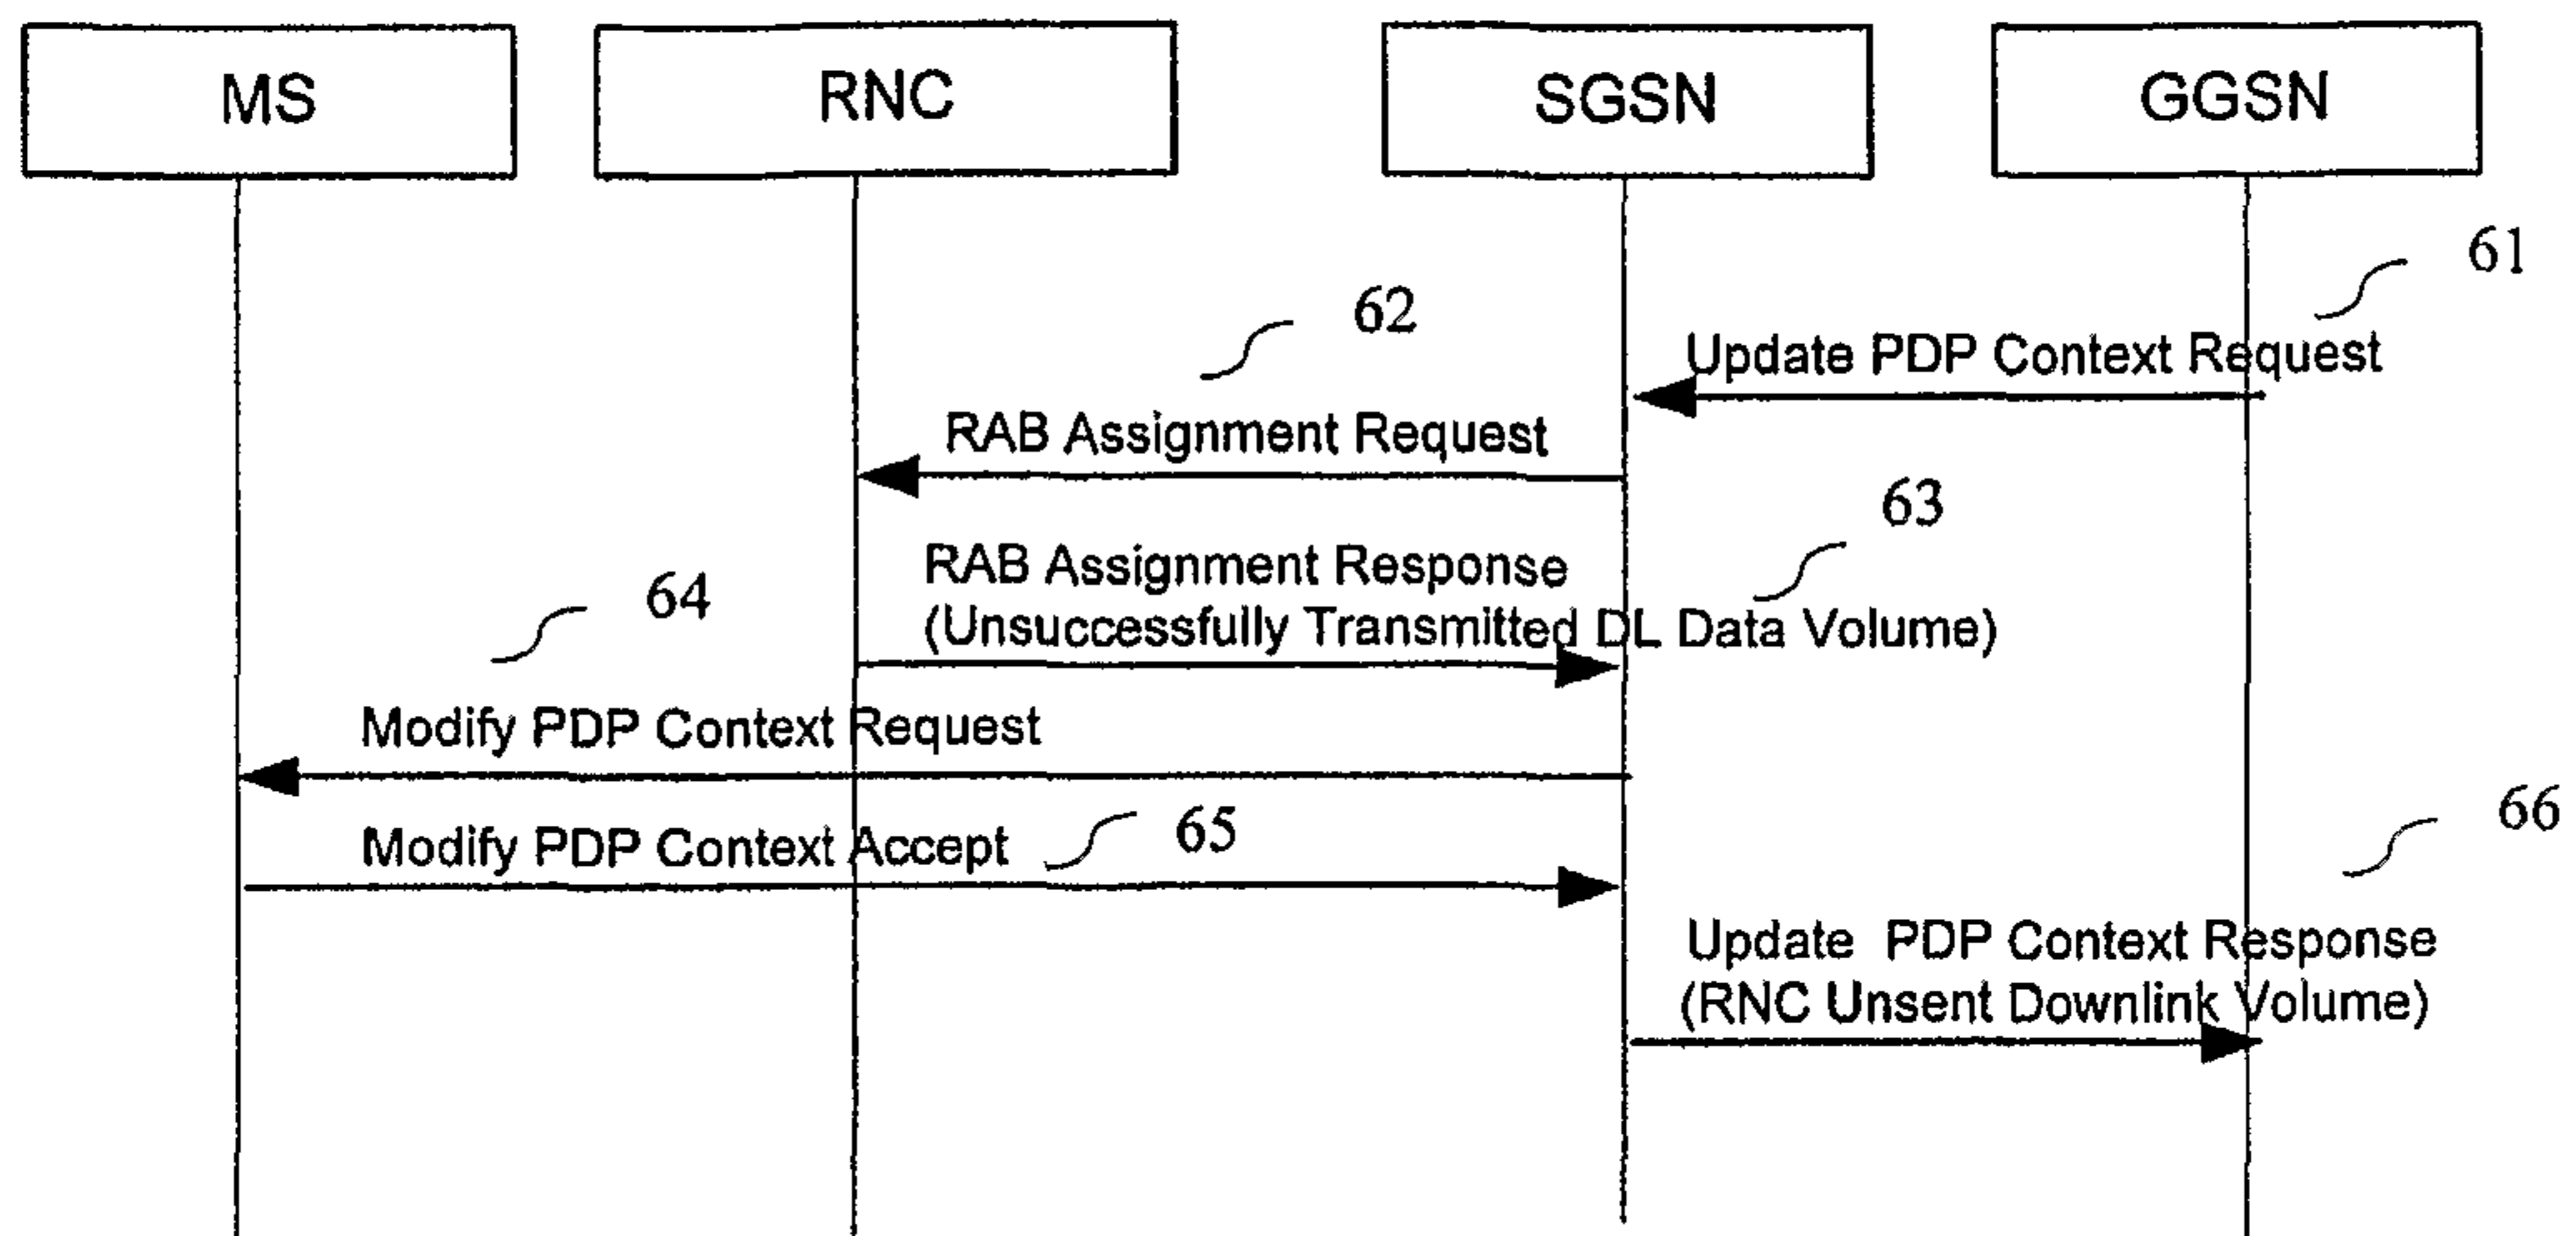 MS
RNC
SGSN
GGSN
61
Update PDP Context Request
62
RAB Assignment Request
63
RAB Assignment Response
(Unsuccessfully Transmitted DL Data Volume)
64
Modify PDP Context Request
65
Modify PDP Context Accept
66
Update PDP Context Response
(RNC Unsent Downlink Volume)